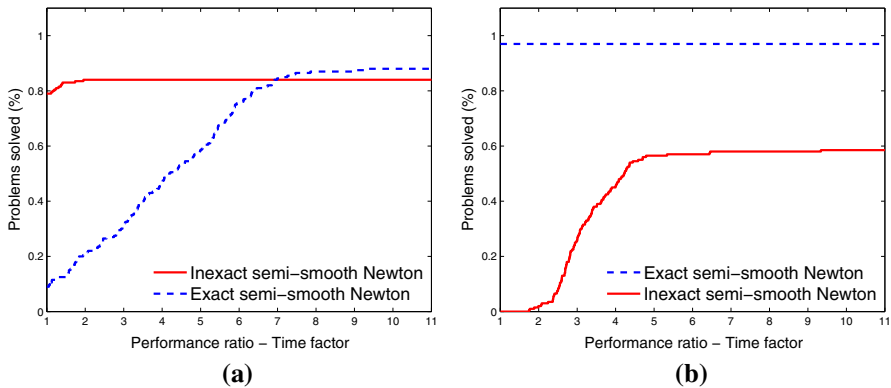 1
0.8
0.6
0.4
0.2
0
Problems solved (%)
Inexact semi-smooth Newton
Exact semi-smooth Newton
1 2 3 4 5 6 7 8 9 10 11
Performance ratio – Time factor
(a)
1
0.8
0.6
0.4
0.2
0
Problems solved (%)
Exact semi-smooth Newton
Inexact semi-smooth Newton
1 2 3 4 5 6 7 8 9 10 11
Performance ratio – Time factor
(b)